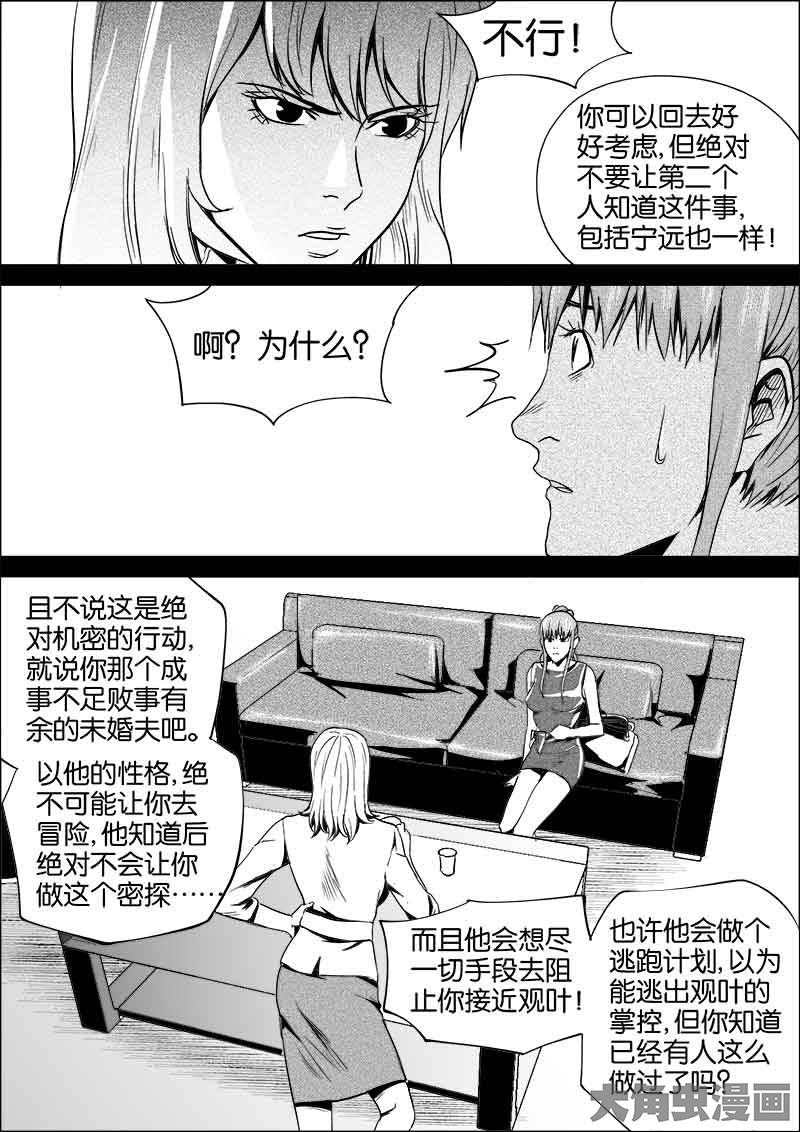 不行！
你可以回去好
好考虑，但绝对
不要让第二个
人知道这件事，
包括宁远也一样！
啊？为什么？
且不说这是绝
对机密的行动，
就说你那个成
事不足败事有
余的未婚夫吧。
以他的性格，绝
不可能让你去
冒险，他知道后
绝对不会让你
做这个密探……
而且他会想尽
一切手段去阻
止你接近观叶！
也许他会做个
逃跑计划，以为
能逃出观叶的
掌控，但你知道
已经有人这么
做过了吗？
大角虫漫画